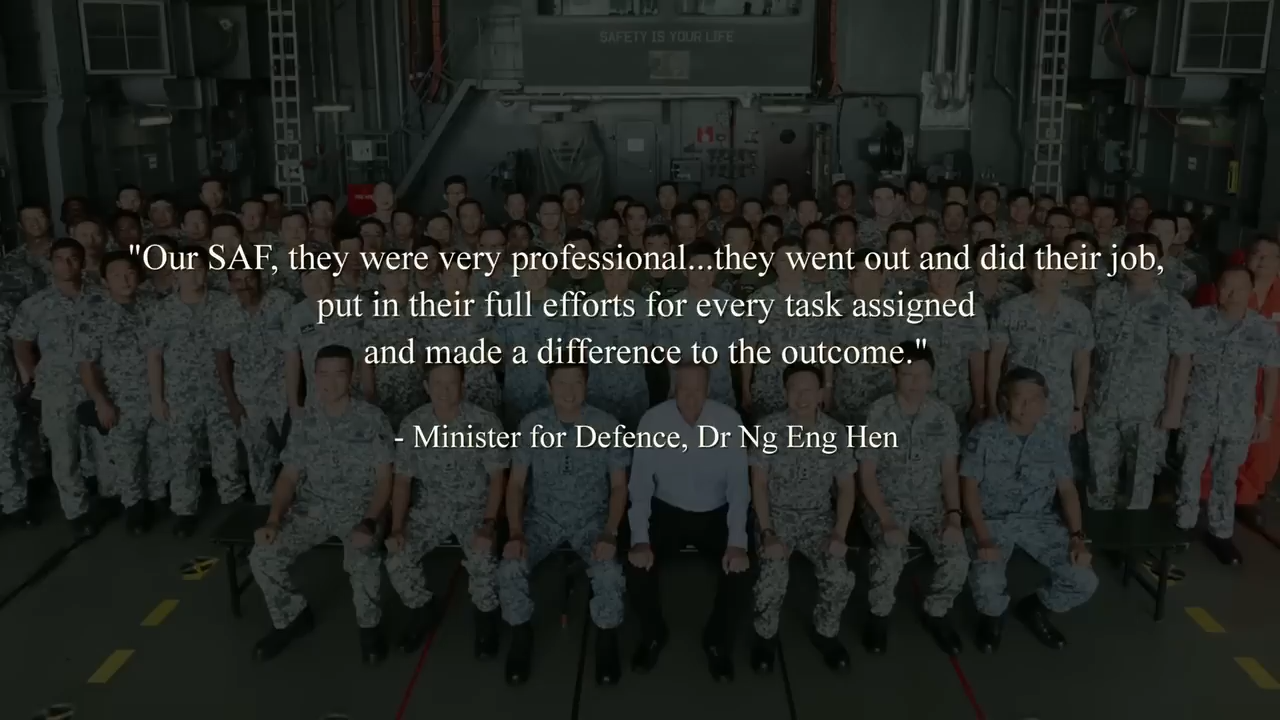 SAFETY IS YOUR LIFE
"Our SAF, they were very professional...they went out and did their job,
put in their full efforts for every task assigned
and made a difference to the outcome."
- Minister for Defence, Dr Ng Eng Hen